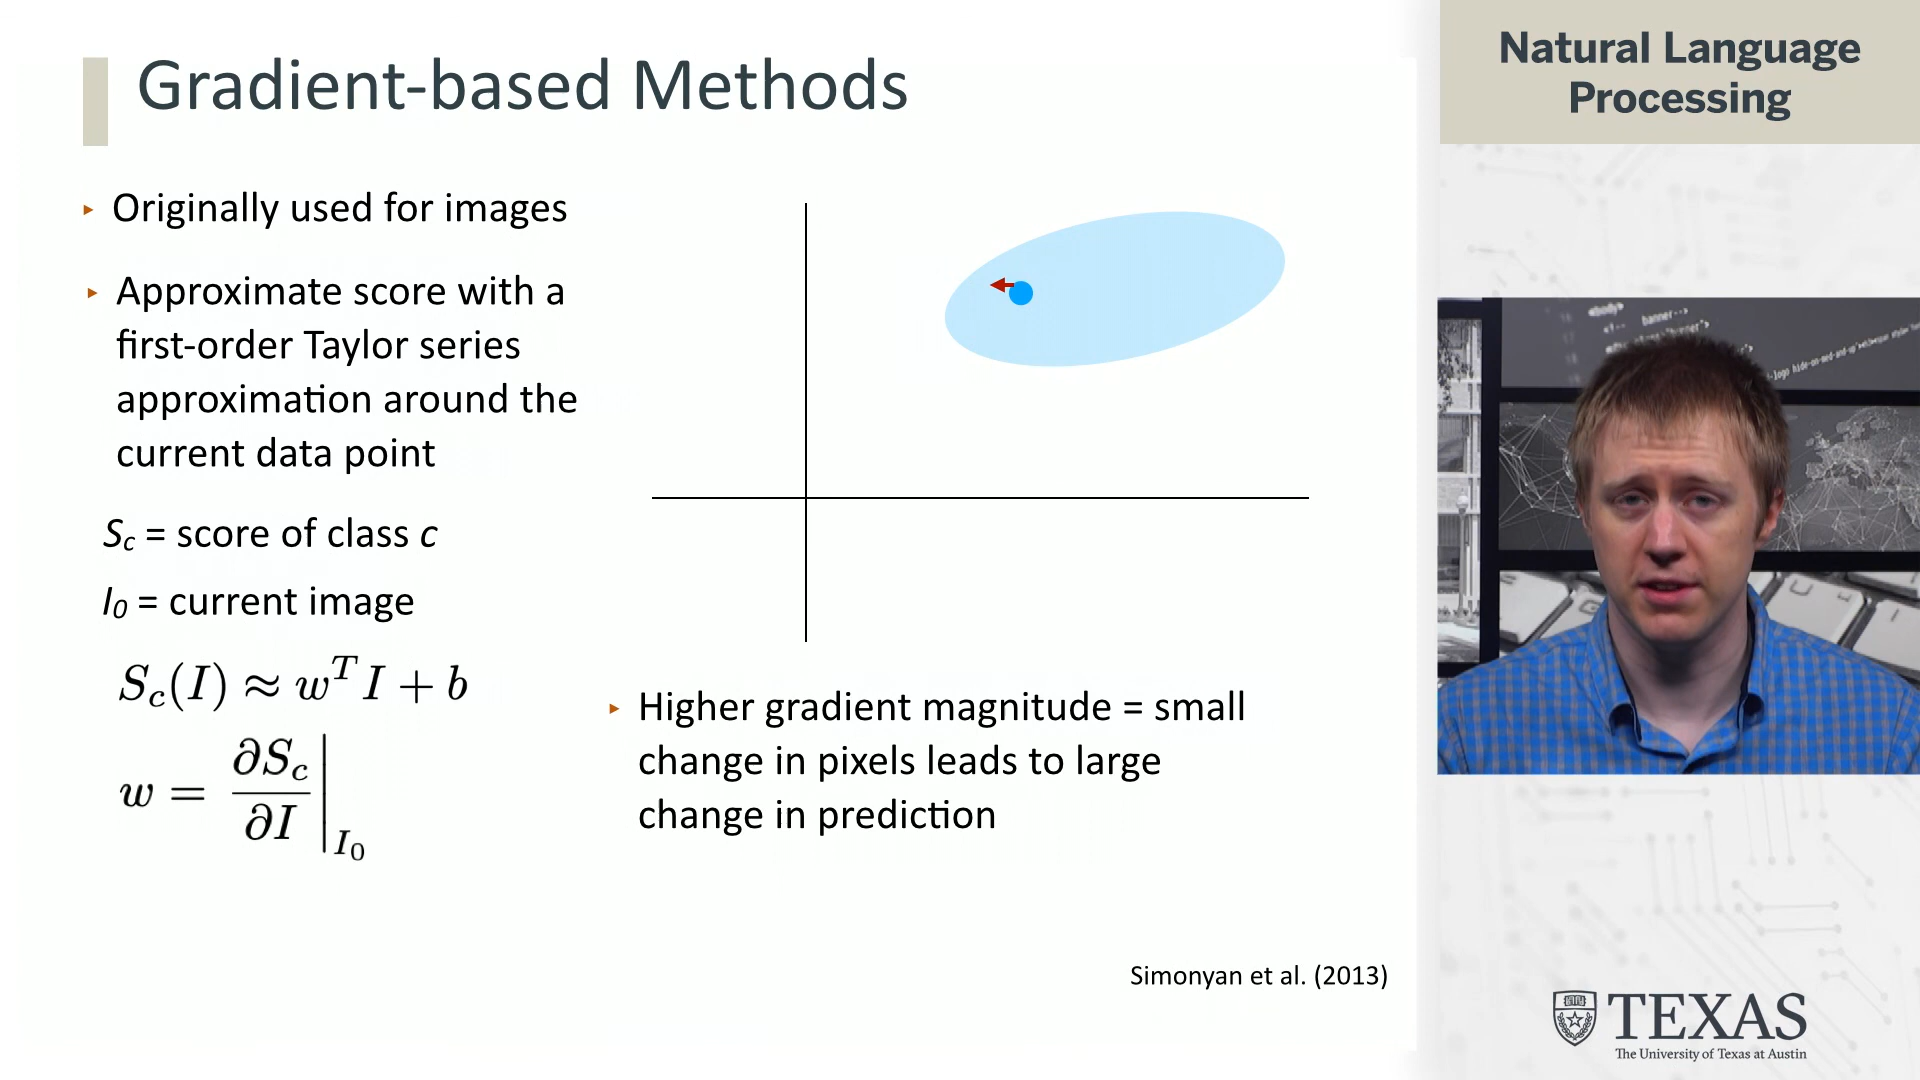 Gradient-based Methods
Natural Language
Processing
‣ Originally used for images
‣ Approximate score with a
first-order Taylor series
approximation around the
current data point
Sc = score of class c
I0 = current image
Sc(I) ≈ wᵀI + b
w = ∂Sc/∂I |I0
‣ Higher gradient magnitude = small
change in pixels leads to large
change in prediction
Simonyan et al. (2013)
<body>
banner-->
TEXAS
The University of Texas at Austin